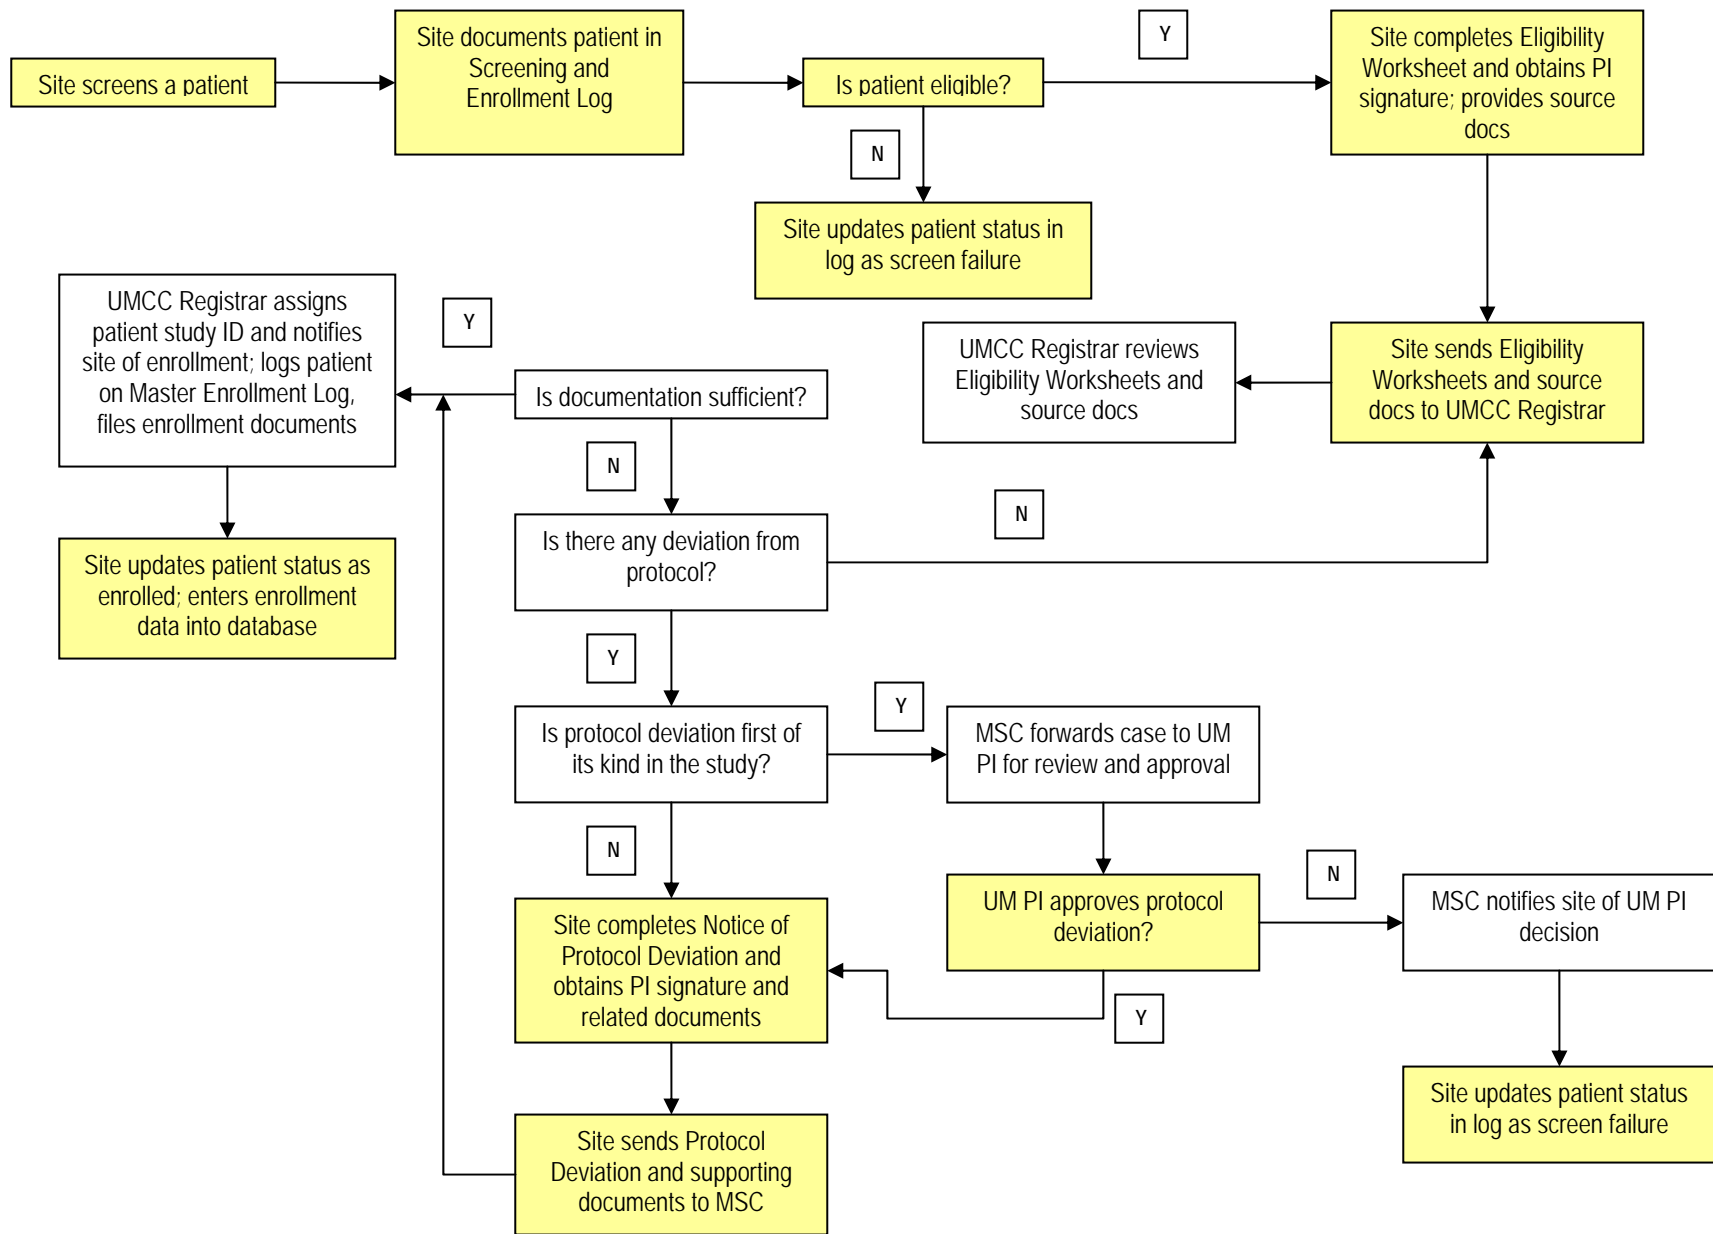 Site screens a patient
Site documents patient in
Screening and
Enrollment Log
Is patient eligible?
Y
Site completes Eligibility
Worksheet and obtains PI
signature; provides source
docs
N
Site updates patient status in
log as screen failure
UMCC Registrar assigns
patient study ID and notifies
site of enrollment; logs patient
on Master Enrollment Log,
files enrollment documents
Y
Is documentation sufficient?
UMCC Registrar reviews
Eligibility Worksheets and
source docs
Site sends Eligibility
Worksheets and source
docs to UMCC Registrar
N
N
Is there any deviation from
protocol?
Site updates patient status as
enrolled; enters enrollment
data into database
Y
Is protocol deviation first of
its kind in the study?
Y
MSC forwards case to UM
PI for review and approval
N
Site completes Notice of
Protocol Deviation and
obtains PI signature and
related documents
UM PI approves protocol
deviation?
N
MSC notifies site of UM PI
decision
Y
Site updates patient status
in log as screen failure
Site sends Protocol
Deviation and supporting
documents to MSC